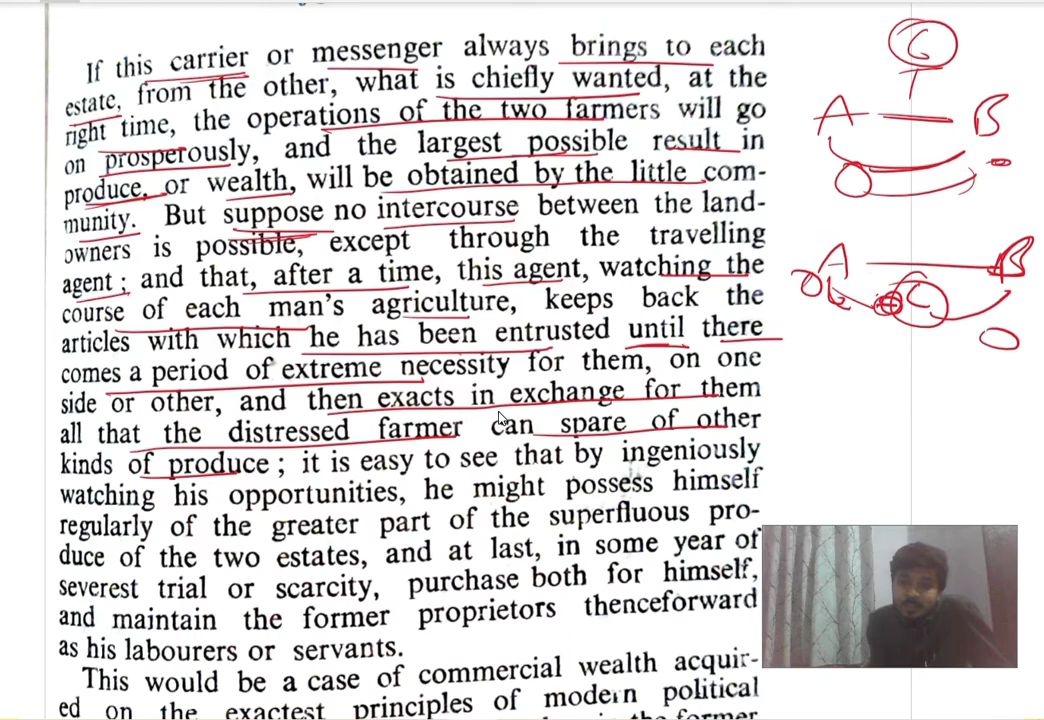 If this carrier or messenger always brings to each
estate, from the other, what is chiefly wanted, at the
right time, the operations of the two farmers will go
on prosperously, and the largest possible result in
produce, or wealth, will be obtained by the little com-
munity. But suppose no intercourse between the land-
owners is possible, except through the travelling
agent ; and that, after a time, this agent, watching the
course of each man's agriculture, keeps back the
articles with which he has been entrusted until there
comes a period of extreme necessity for them, on one
side or other, and then exacts in exchange for them
all that the distressed farmer can spare of other
kinds of produce ; it is easy to see that by ingeniously
watching his opportunities, he might possess himself
regularly of the greater part of the superfluous pro-
duce of the two estates, and at last, in some year of
severest trial or scarcity, purchase both for himself,
and maintain the former proprietors thenceforward
as his labourers or servants.
This would be a case of commercial wealth acquir-
ed on the exactest principles of modern political
the former
A B
A B
C